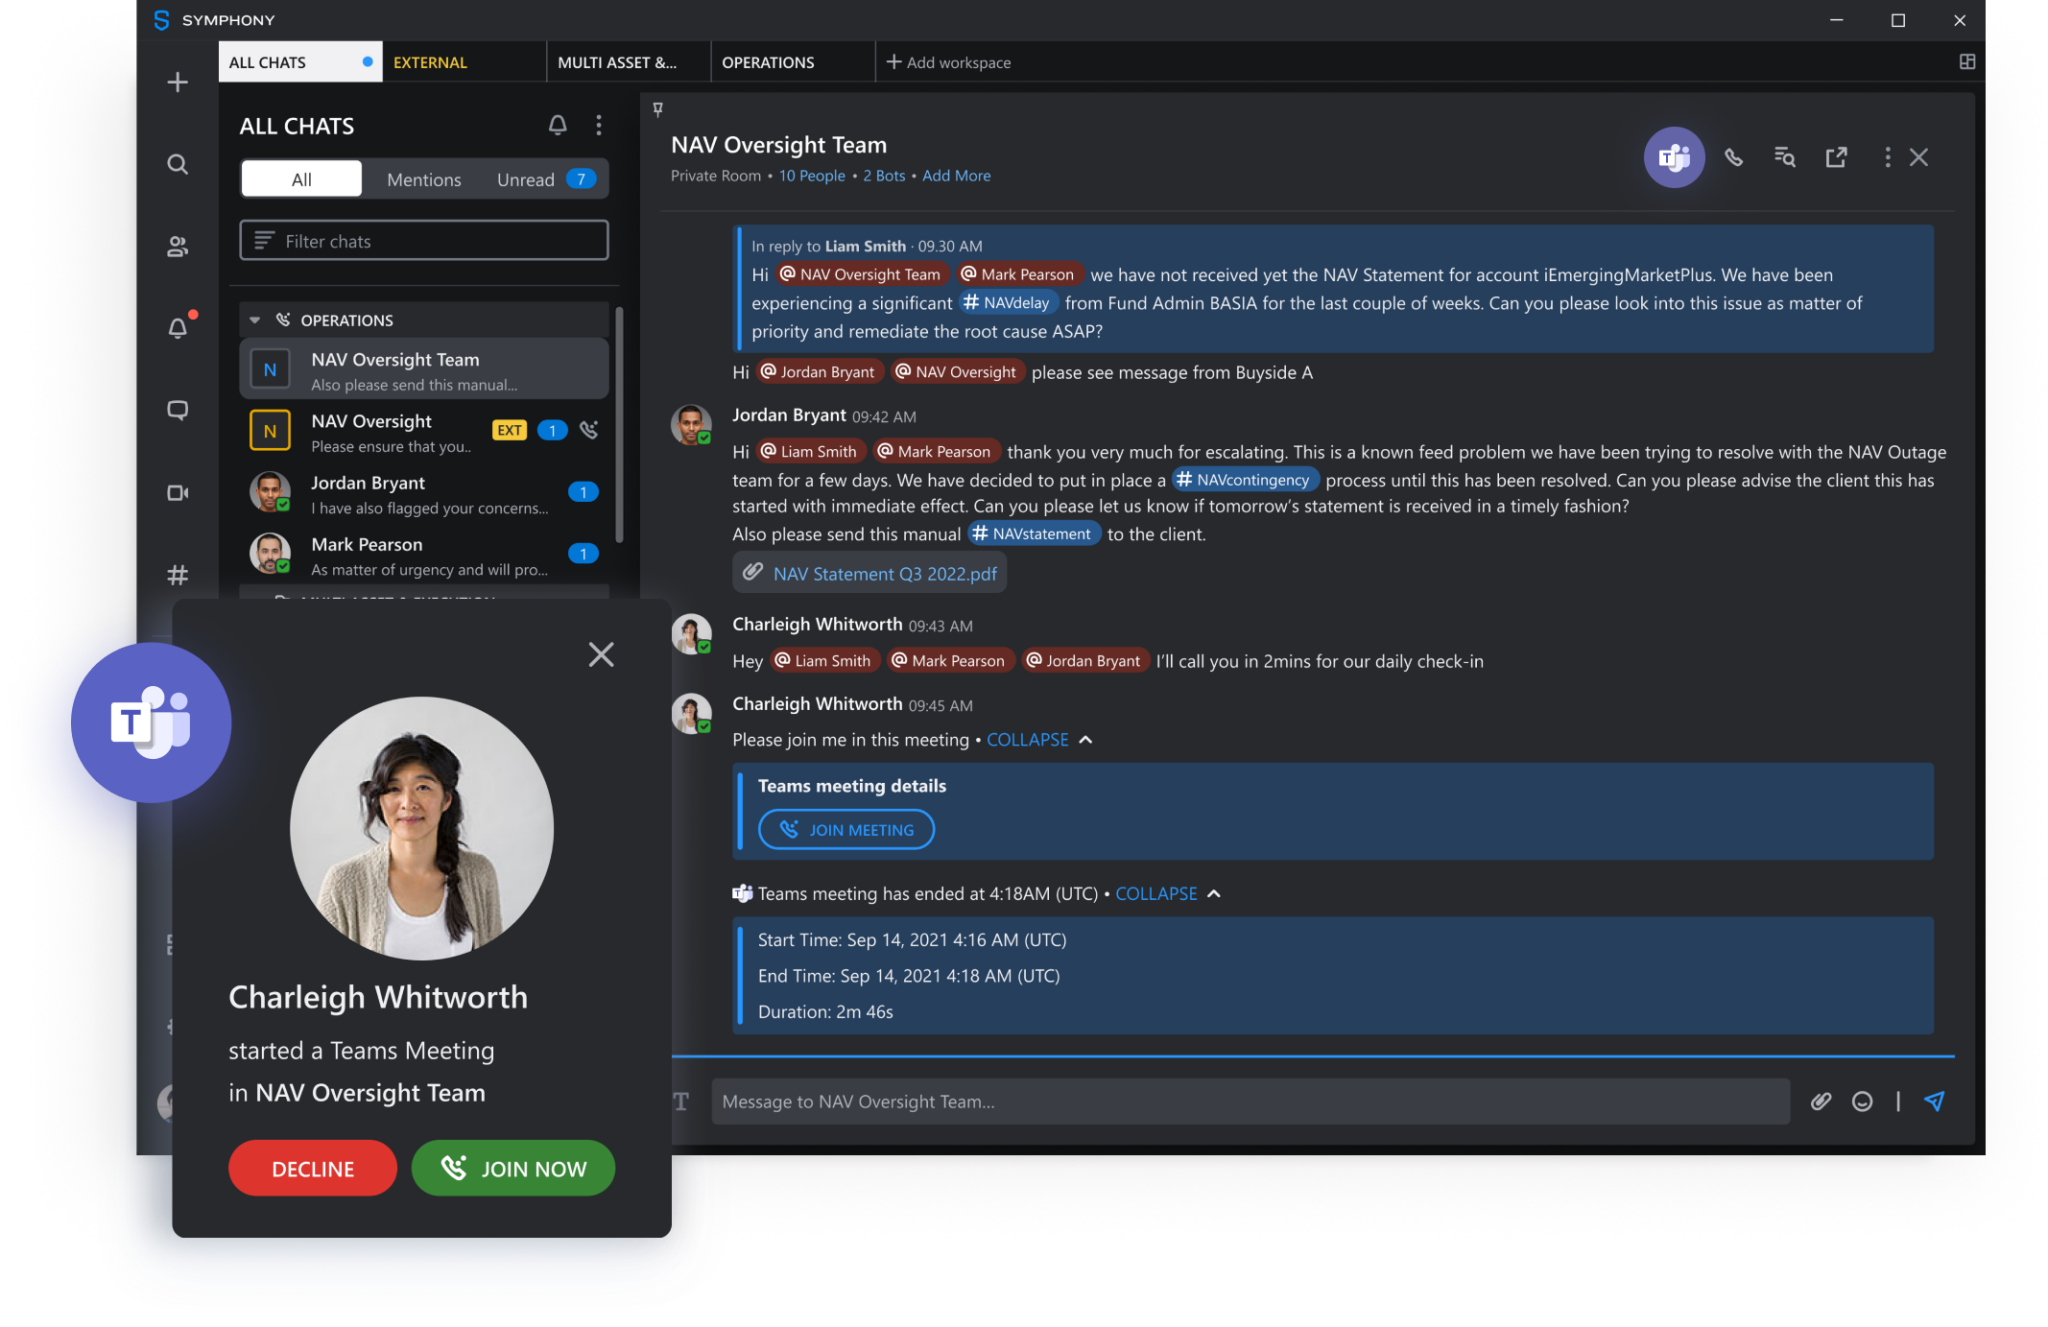 SYMPHONY
ALL CHATS
EXTERNAL
MULTI ASSET &...
OPERATIONS
+ Add workspace
ALL CHATS
All
Mentions
Unread 7
Filter chats
OPERATIONS
N
NAV Oversight Team
Also please send this manual...
N
NAV Oversight
EXT
1
Please ensure that you..
Jordan Bryant
1
I have also flagged your concerns...
Mark Pearson
1
As matter of urgency and will pro...
NAV Oversight Team
Private Room • 10 People • 2 Bots • Add More
In reply to Liam Smith · 09.30 AM
Hi @ NAV Oversight Team @ Mark Pearson we have not received yet the NAV Statement for account iEmergingMarketPlus. We have been
experiencing a significant # NAVdelay from Fund Admin BASIA for the last couple of weeks. Can you please look into this issue as matter of
priority and remediate the root cause ASAP?
Hi @ Jordan Bryant @ NAV Oversight please see message from Buyside A
Jordan Bryant 09:42 AM
Hi @ Liam Smith @ Mark Pearson thank you very much for escalating. This is a known feed problem we have been trying to resolve with the NAV Outage
team for a few days. We have decided to put in place a # NAVcontingency process until this has been resolved. Can you please advise the client this has
started with immediate effect. Can you please let us know if tomorrow’s statement is received in a timely fashion?
Also please send this manual # NAVstatement to the client.
NAV Statement Q3 2022.pdf
Charleigh Whitworth 09:43 AM
Hey @ Liam Smith @ Mark Pearson @ Jordan Bryant I’ll call you in 2mins for our daily check-in
Charleigh Whitworth 09:45 AM
Please join me in this meeting • COLLAPSE
Teams meeting details
JOIN MEETING
Teams meeting has ended at 4:18AM (UTC) • COLLAPSE
Start Time: Sep 14, 2021 4:16 AM (UTC)
End Time: Sep 14, 2021 4:18 AM (UTC)
Duration: 2m 46s
T
Message to NAV Oversight Team...
T
Charleigh Whitworth
started a Teams Meeting
in NAV Oversight Team
DECLINE
JOIN NOW